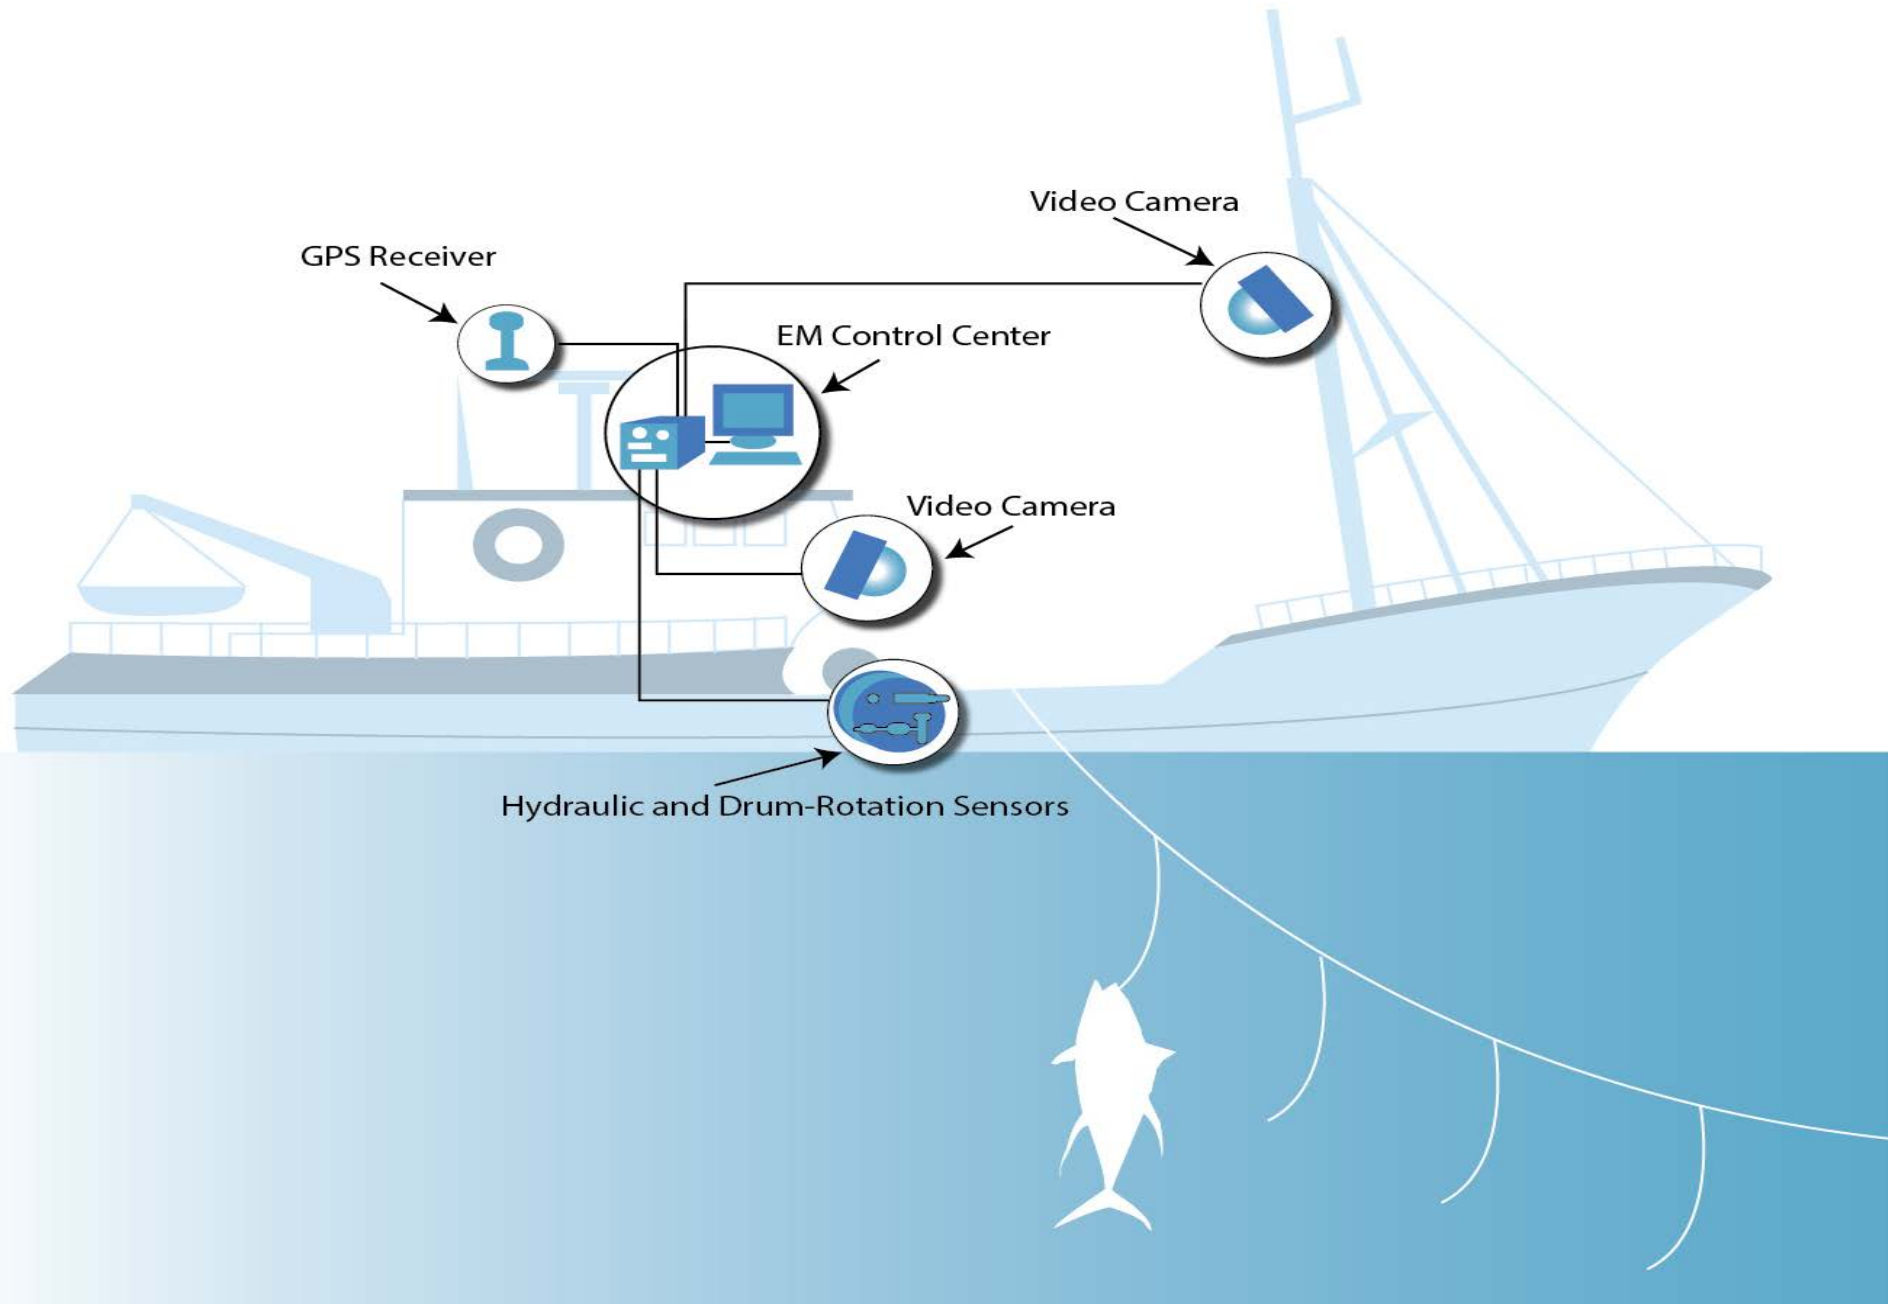 Video Camera
GPS Receiver
EM Control Center
Video Camera
Hydraulic and Drum-Rotation Sensors